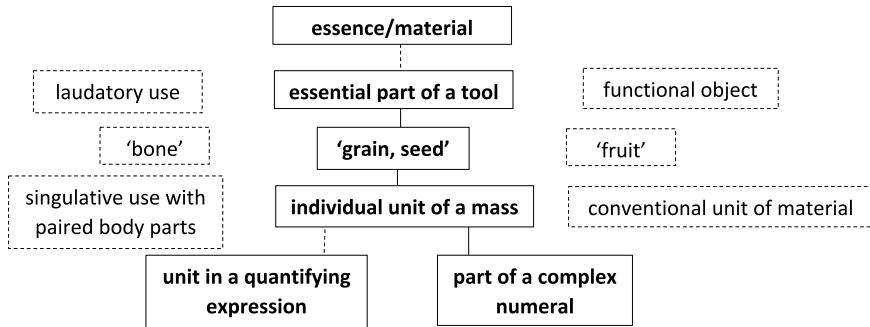 essence/material
laudatory use
essential part of a tool
functional object
‘bone’
‘grain, seed’
‘fruit’
singulative use with
paired body parts
individual unit of a mass
conventional unit of material
unit in a quantifying
expression
part of a complex
numeral